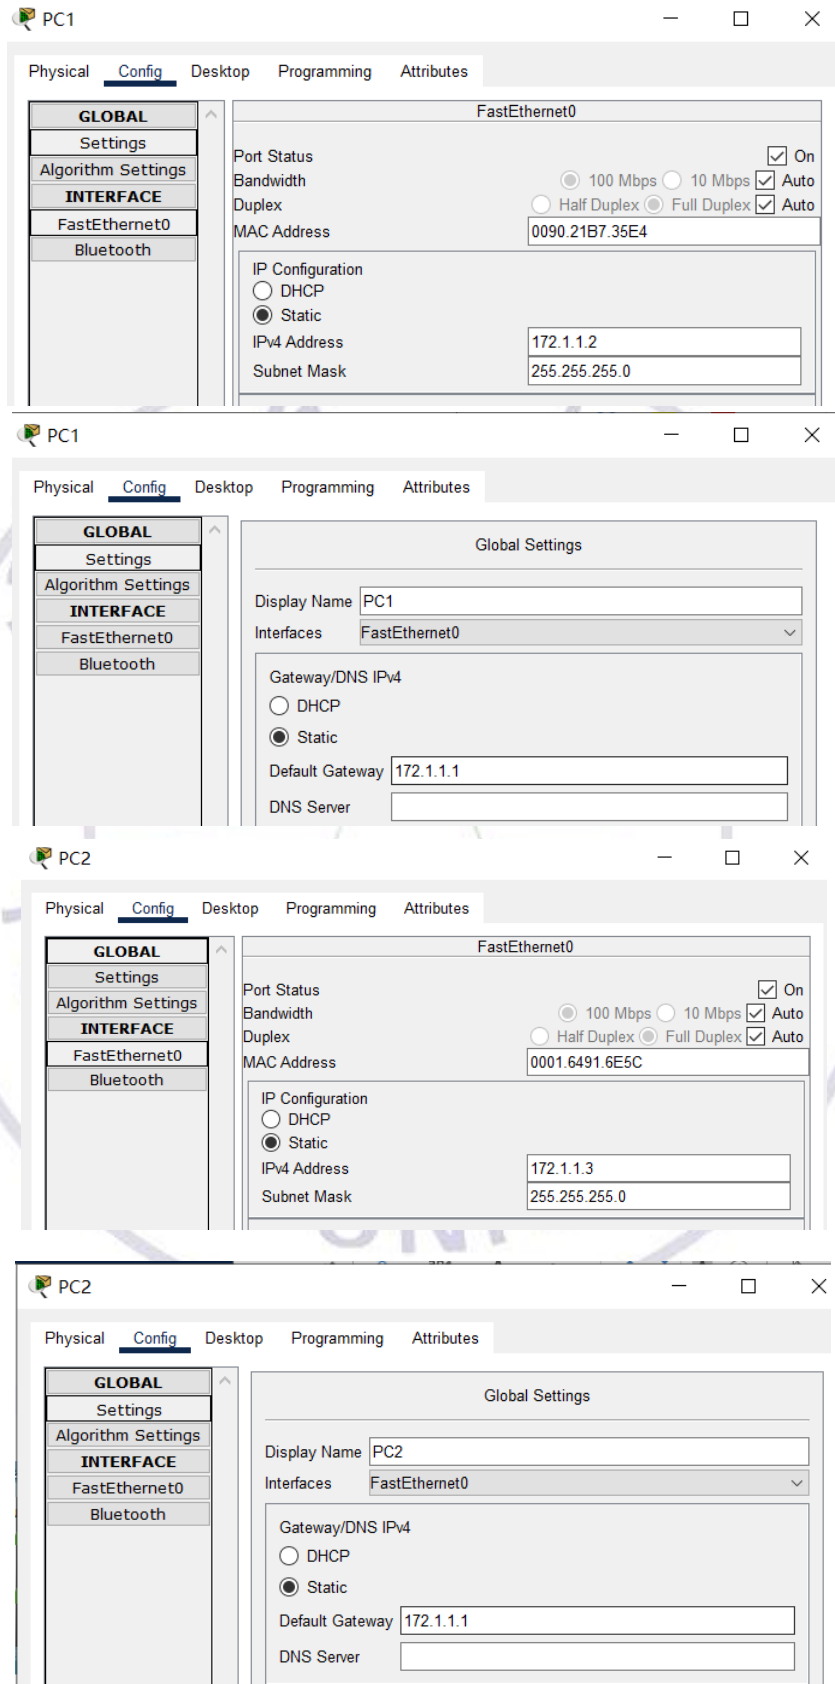 PC1
Physical Config Desktop Programming Attributes
GLOBAL
Settings
Algorithm Settings
INTERFACE
FastEthernet0
Bluetooth
FastEthernet0
Port Status On
Bandwidth 100 Mbps 10 Mbps Auto
Duplex Half Duplex Full Duplex Auto
MAC Address 0090.21B7.35E4
IP Configuration
DHCP
Static
IPv4 Address 172.1.1.2
Subnet Mask 255.255.255.0
PC1
Physical Config Desktop Programming Attributes
GLOBAL
Settings
Algorithm Settings
INTERFACE
FastEthernet0
Bluetooth
Global Settings
Display Name PC1
Interfaces FastEthernet0
Gateway/DNS IPv4
DHCP
Static
Default Gateway 172.1.1.1
DNS Server
PC2
Physical Config Desktop Programming Attributes
GLOBAL
Settings
Algorithm Settings
INTERFACE
FastEthernet0
Bluetooth
FastEthernet0
Port Status On
Bandwidth 100 Mbps 10 Mbps Auto
Duplex Half Duplex Full Duplex Auto
MAC Address 0001.6491.6E5C
IP Configuration
DHCP
Static
IPv4 Address 172.1.1.3
Subnet Mask 255.255.255.0
PC2
Physical Config Desktop Programming Attributes
GLOBAL
Settings
Algorithm Settings
INTERFACE
FastEthernet0
Bluetooth
Global Settings
Display Name PC2
Interfaces FastEthernet0
Gateway/DNS IPv4
DHCP
Static
Default Gateway 172.1.1.1
DNS Server